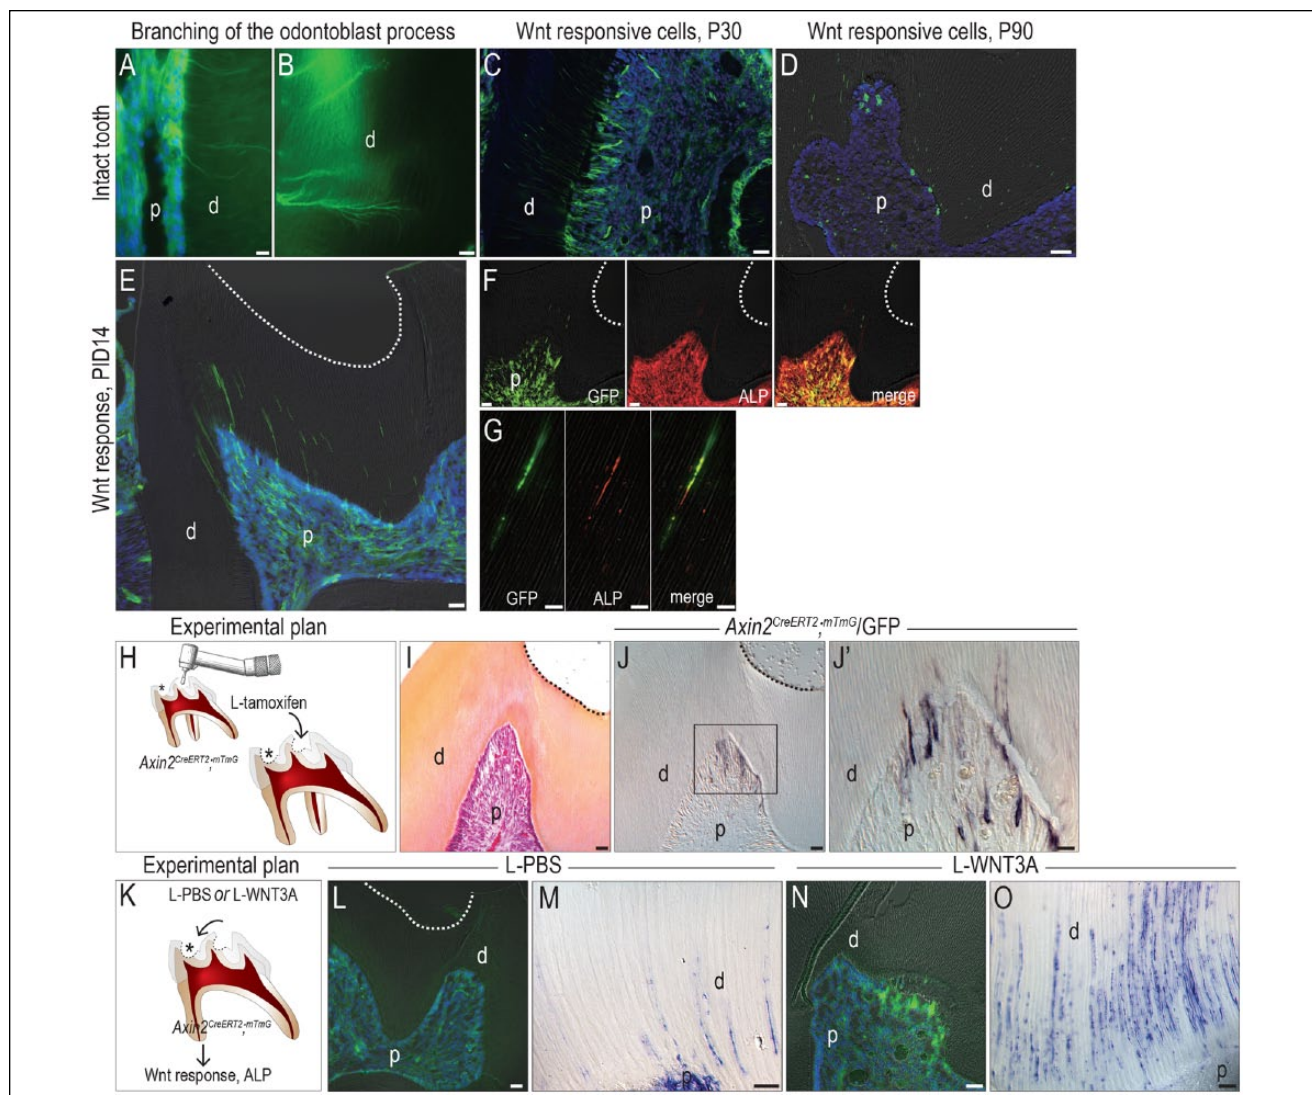 Branching of the odontoblast process
Wnt responsive cells, P30
Wnt responsive cells, P90
Intact tooth
A
p
d
B
d
C
d
p
D
p
d
Wnt response, PID14
E
d
p
F
p
GFP
ALP
merge
G
GFP
ALP
merge
Experimental plan
Axin2CreERT2;mTmG/GFP
H
*
L-tamoxifen
Axin2CreERT2;mTmG
*
I
d
p
J
d
p
J'
d
p
Experimental plan
L-PBS
L-WNT3A
K
L-PBS or L-WNT3A
*
Axin2CreERT2;mTmG
Wnt response, ALP
L
d
p
M
d
p
N
d
p
O
d
p